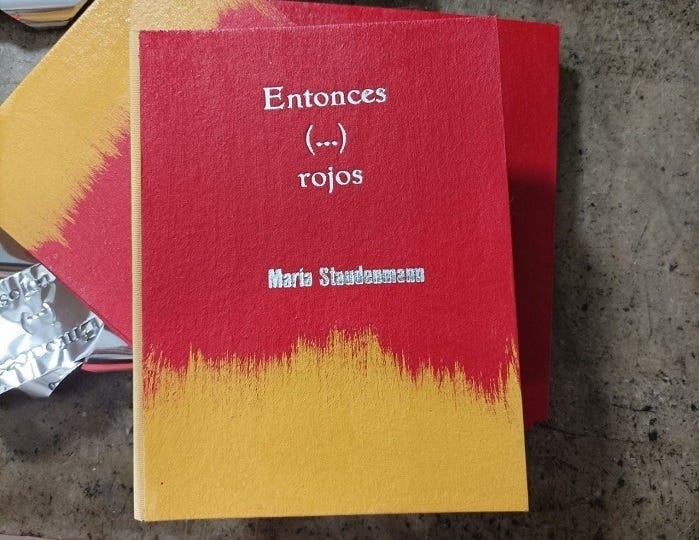 Entonces
(...)
rojos
María Staudenmann